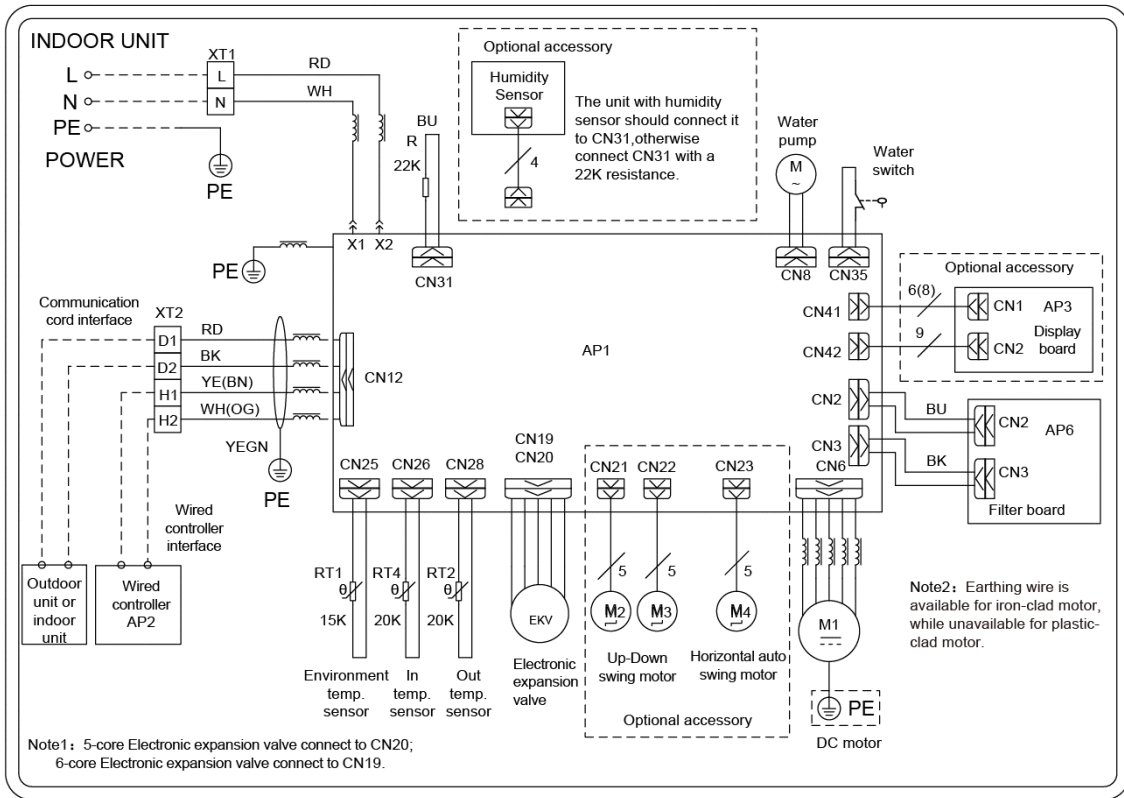 INDOOR UNIT
L
N
PE
POWER
XT1
L
N
RD
WH
PE
Optional accessory
Humidity
Sensor
4
The unit with humidity
sensor should connect it
to CN31,otherwise
connect CN31 with a
22K resistance.
BU
R
22K
Water
pump
M
~
Water
switch
X1
X2
PE
CN31
CN8
CN35
Communication
cord interface
XT2
D1
D2
H1
H2
RD
BK
YE(BN)
WH(OG)
YEGN
PE
CN12
AP1
Optional accessory
CN41
6(8)
CN1
AP3
CN42
9
CN2
Display
board
CN2
BU
CN2
AP6
CN3
BK
CN3
Filter board
Wired
controller
interface
Outdoor
unit or
indoor
unit
Wired
controller
AP2
CN25
CN26
CN28
CN19
CN20
CN21
CN22
CN23
CN6
RT1
θ
15K
RT4
θ
20K
RT2
θ
20K
EKV
5
5
5
M2
M3
M4
M1
Environment
temp.
sensor
In
temp.
sensor
Out
temp.
sensor
Electronic
expansion
valve
Up-Down
swing motor
Horizontal auto
swing motor
Optional accessory
PE
DC motor
Note2：Earthing wire is
available for iron-clad motor,
while unavailable for plastic-
clad motor.
Note1：5-core Electronic expansion valve connect to CN20;
6-core Electronic expansion valve connect to CN19.